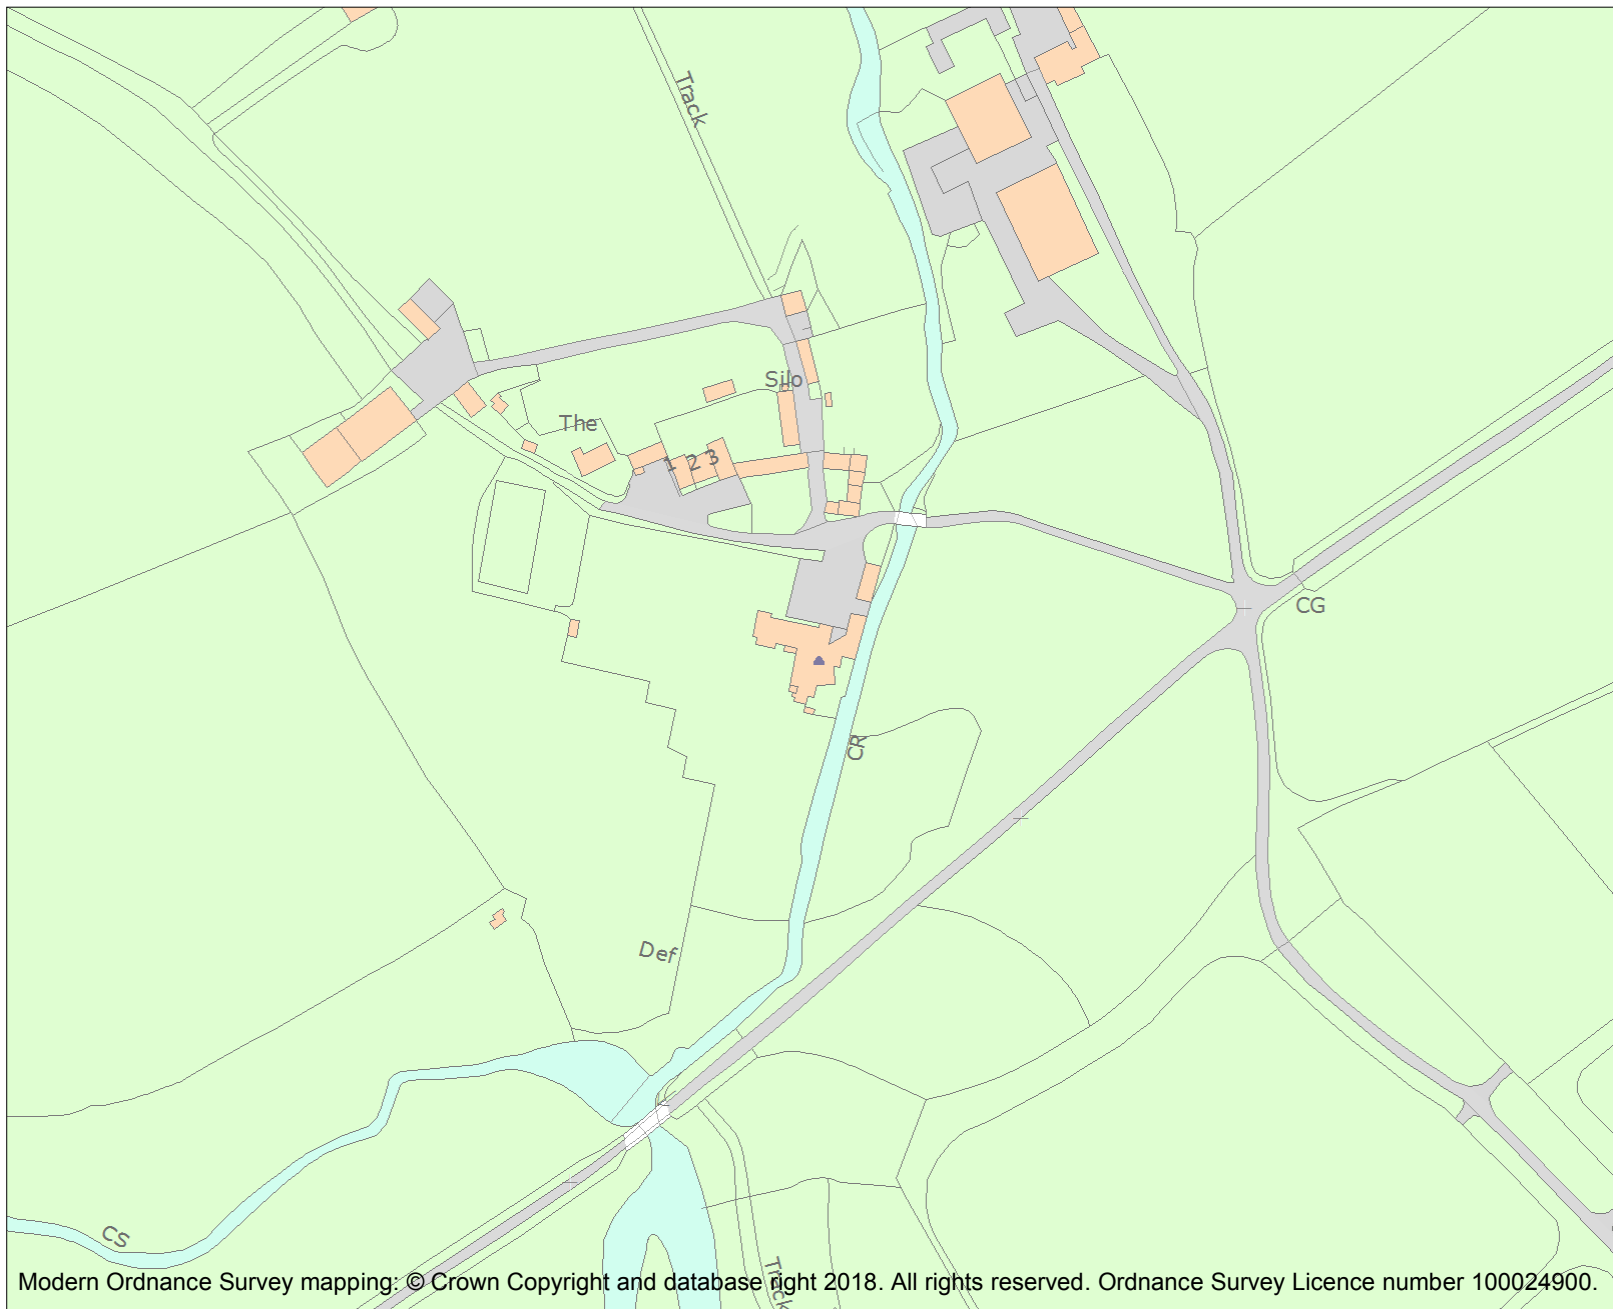 Track
Silo
The
1 2 3
CG
CR
Def
CS
Track
Modern Ordnance Survey mapping: © Crown Copyright and database right 2018. All rights reserved. Ordnance Survey Licence number 100024900.